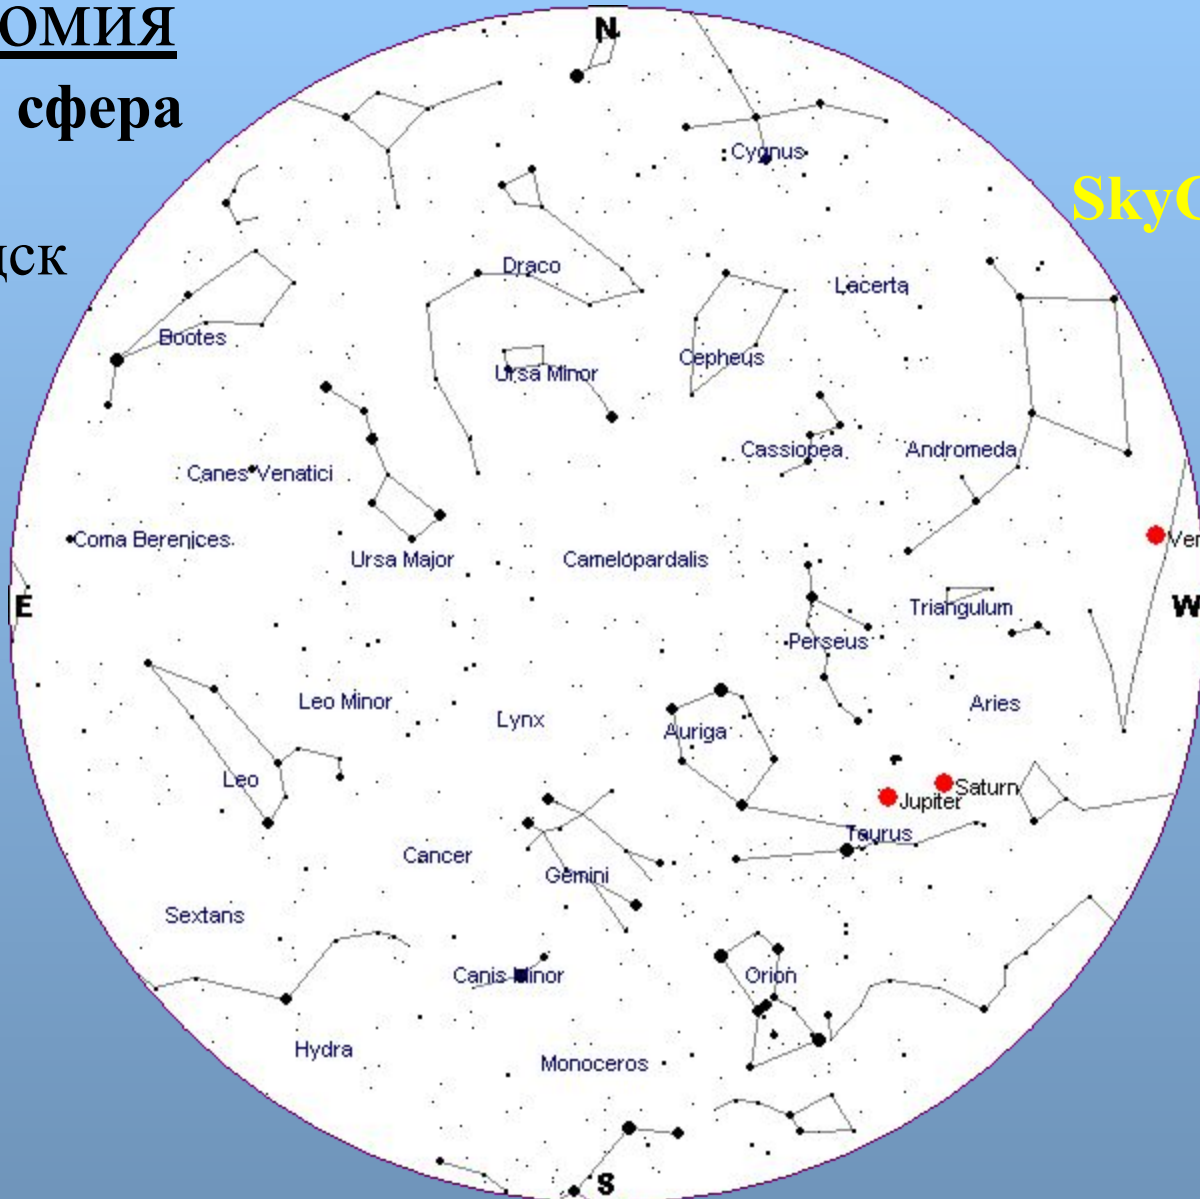 ОМИЯ
сфера
SkyC
дск
N
Cygnus
Draco
Lacerta
Bootes
Cepheus
Ursa Minor
Cassiopea
Andromeda
Canes Venatici
Coma Berenices
Ven
Ursa Major
Camelopardalis
E
Triangulum
W
Perseus
Leo Minor
Lynx
Auriga
Aries
Leo
Saturn
Jupiter
Taurus
Cancer
Gemini
Sextans
Canis Minor
Orion
Hydra
Monoceros
S